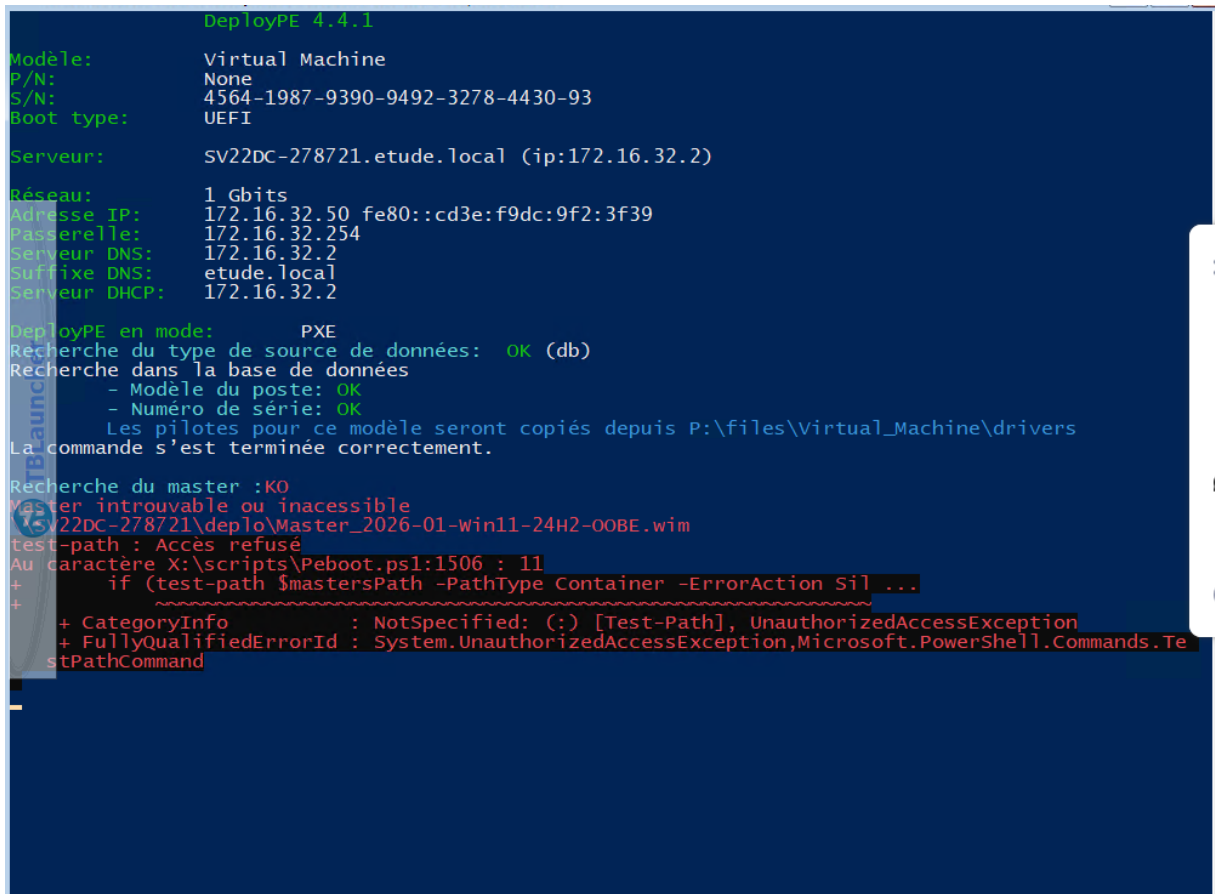 DeployPE 4.4.1
Modèle: Virtual Machine
P/N: None
S/N: 4564-1987-9390-9492-3278-4430-93
Boot type: UEFI
Serveur: SV22DC-278721.etude.local (ip:172.16.32.2)
Réseau: 1 Gbits
Adresse IP: 172.16.32.50 fe80::cd3e:f9dc:9f2:3f39
Passerelle: 172.16.32.254
Serveur DNS: 172.16.32.2
Suffixe DNS: etude.local
Serveur DHCP: 172.16.32.2
DeployPE en mode: PXE
Recherche du type de source de données: OK (db)
Recherche dans la base de données
- Modèle du poste: OK
- Numéro de série: OK
Les pilotes pour ce modèle seront copiés depuis P:\files\Virtual_Machine\drivers
La commande s'est terminée correctement.
Recherche du master :KO
Master introuvable ou inacessible
\\SV22DC-278721\deplo\Master_2026-01-Win11-24H2-OOBE.wim
test-path : Accès refusé
Au caractère X:\scripts\Peboot.ps1:1506 : 11
+ if (test-path $mastersPath -PathType Container -ErrorAction Sil ...
+ ~~~~~~~~~~~~~~~~~~~~~~~~~~~~~~~~~~~~~~~~~~~~~~~~~~~~~~~~~~~
+ CategoryInfo : NotSpecified: (:) [Test-Path], UnauthorizedAccessException
+ FullyQualifiedErrorId : System.UnauthorizedAccessException,Microsoft.PowerShell.Commands.Te
stPathCommand
TBLauncher